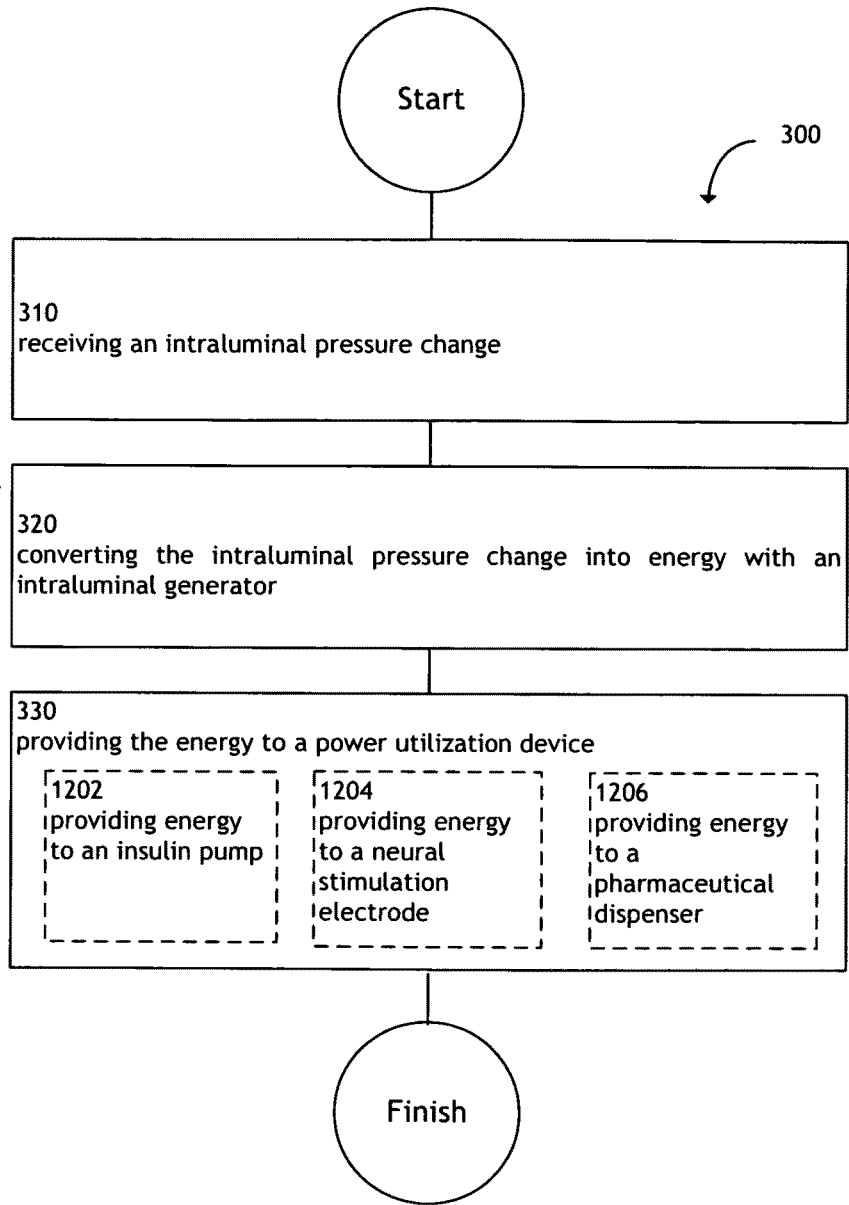 Start
300
310
receiving an intraluminal pressure change
320
converting the intraluminal pressure change into energy with an
intraluminal generator
330
providing the energy to a power utilization device
1202
providing energy
to an insulin pump
1204
providing energy
to a neural
stimulation
electrode
1206
providing energy
to a
pharmaceutical
dispenser
Finish